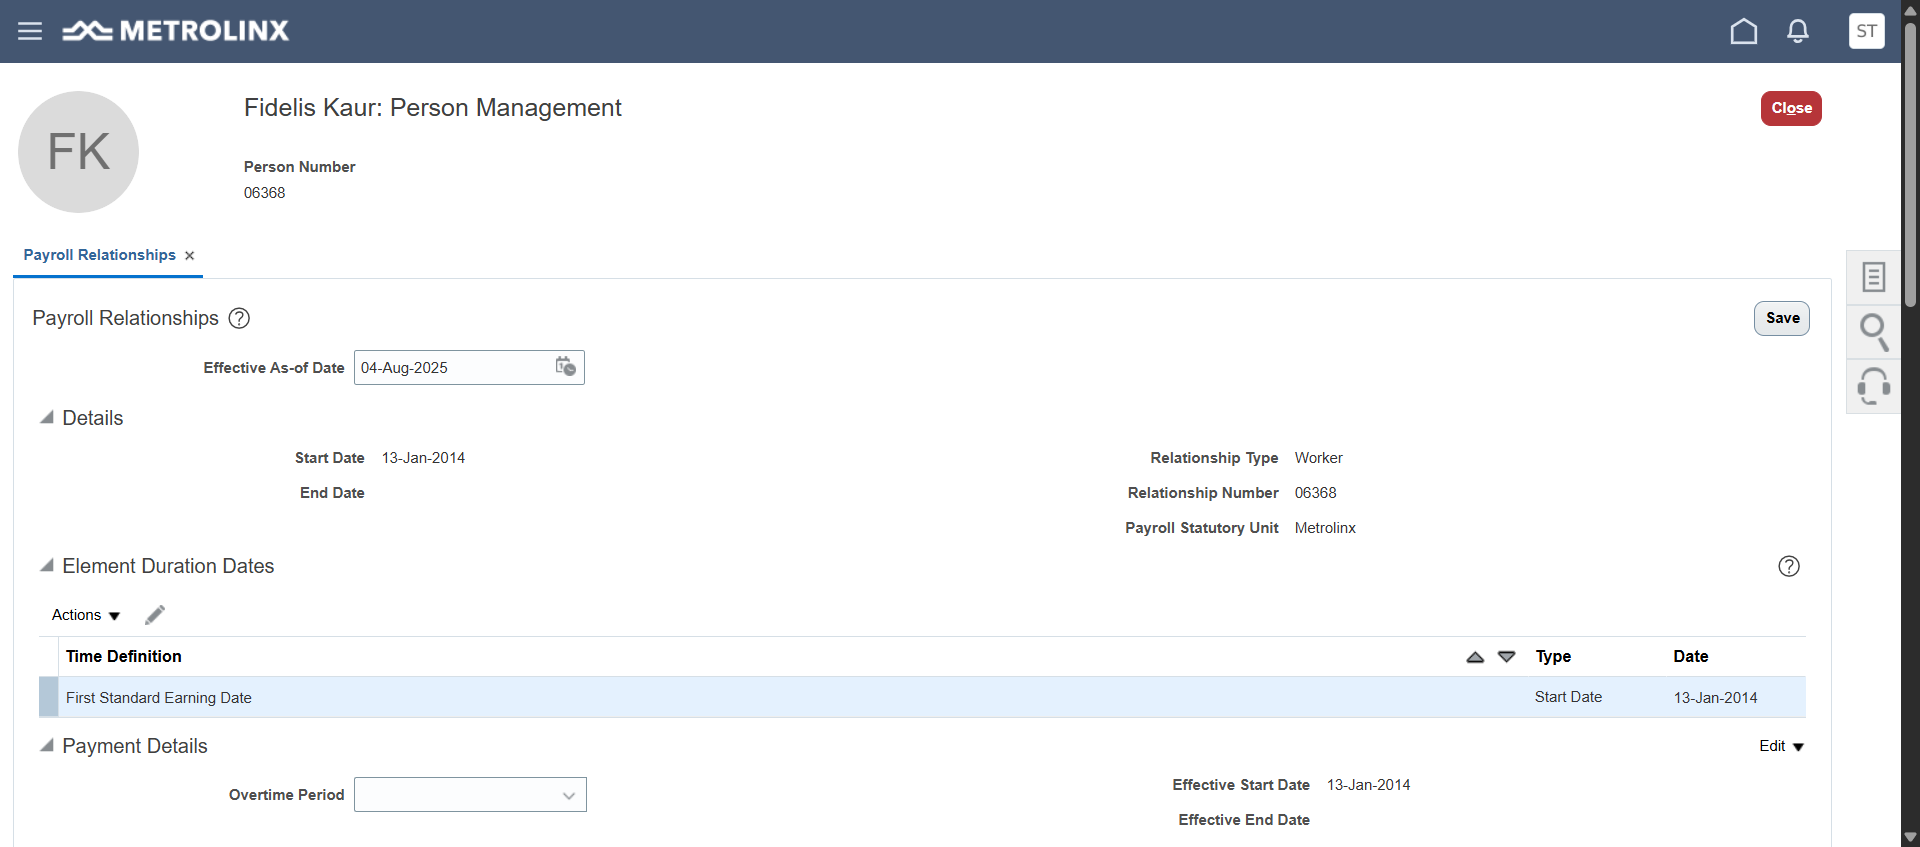 METROLINX
ST
FK
Fidelis Kaur: Person Management
Close
Person Number
06368
Payroll Relationships ×
Payroll Relationships ?
Save
Effective As-of Date 04-Aug-2025
Details
Start Date 13-Jan-2014
Relationship Type Worker
End Date
Relationship Number 06368
Payroll Statutory Unit Metrolinx
Element Duration Dates ?
Actions
Time Definition Type Date
First Standard Earning Date Start Date 13-Jan-2014
Payment Details Edit
Overtime Period
Effective Start Date 13-Jan-2014
Effective End Date